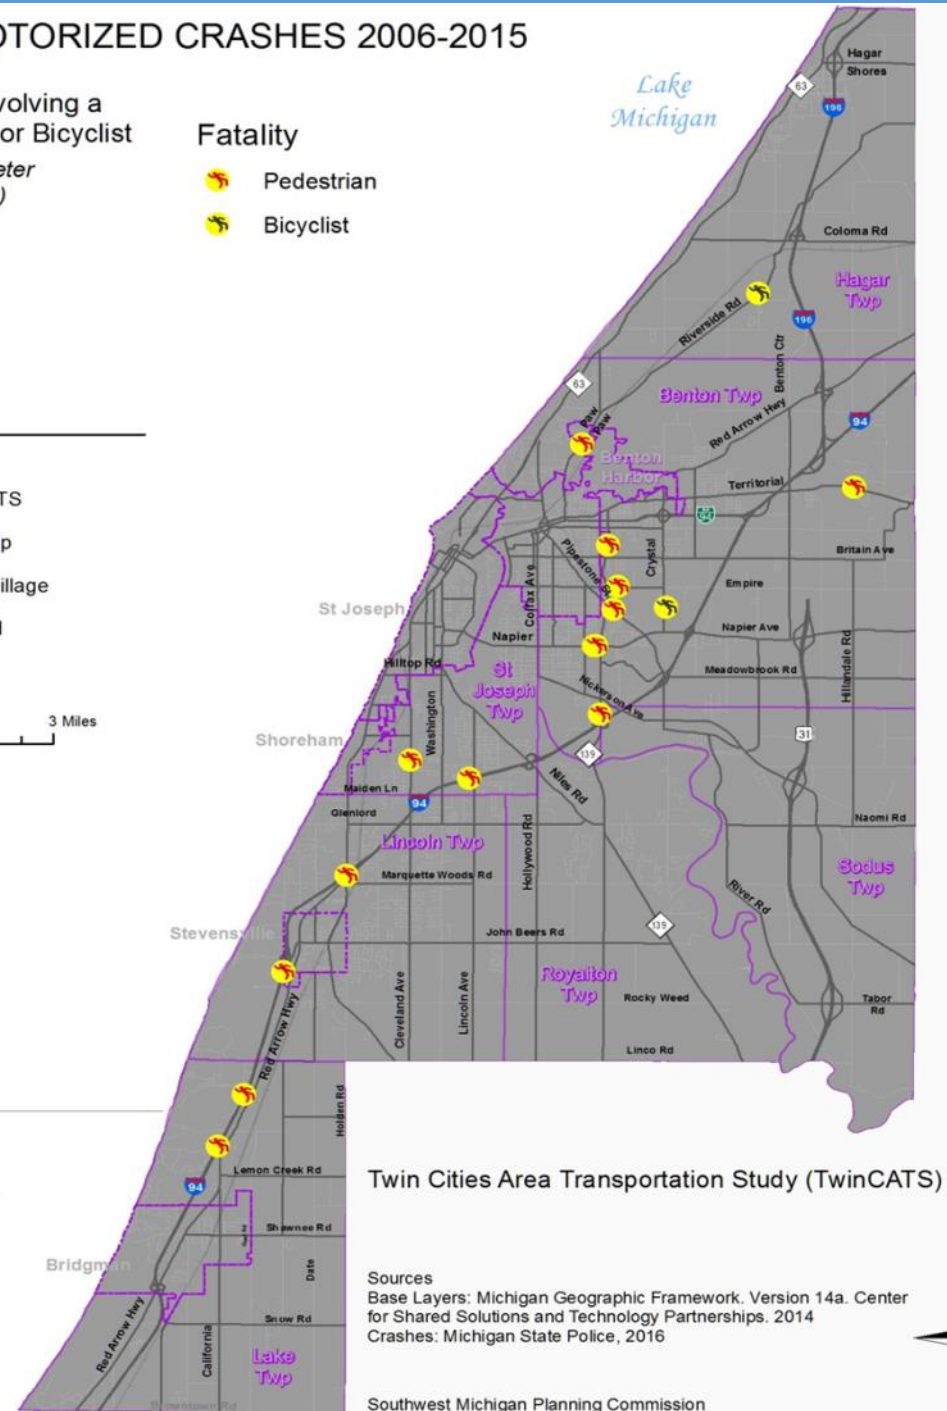 OTORIZED CRASHES 2006-2015
volving a
or Bicyclist
eter
)
Fatality
Pedestrian
Bicyclist
TS
p
illage
3 Miles
Lake
Michigan
Hagar
Shores
63
196
Coloma Rd
Hagar
Twp
Riverside Rd
196
Benton Ctr
63
Benton Twp
Paw
Paw
Red Arrow Hwy
94
Benton
Harbor
Territorial
94
Pipestone
Crystal
Britain Ave
Colfax Ave
Empire
St Joseph
Napier
Napier Ave
Hilltop Rd
St
Joseph
Twp
Meadowbrook Rd
Hillandale Rd
Nickerson Ave
Washington
Shoreham
31
139
Maiden Ln
94
Niles Rd
Glenlord
Naomi Rd
Lincoln Twp
Hollywood Rd
Marquette Woods Rd
Sodus
Twp
River Rd
139
Stevensville
John Beers Rd
Royalton
Twp
Rocky Weed
Cleveland Ave
Lincoln Ave
Tabor
Rd
Red Arrow Hwy
Linco Rd
Holden Rd
Lemon Creek Rd
94
Shawnee Rd
Bridgman
Date
Red Arrow Hwy
Snow Rd
California
Lake
Twp
Browntown Rd
Twin Cities Area Transportation Study (TwinCATS)
Sources
Base Layers: Michigan Geographic Framework. Version 14a. Center
for Shared Solutions and Technology Partnerships. 2014
Crashes: Michigan State Police, 2016
Southwest Michigan Planning Commission